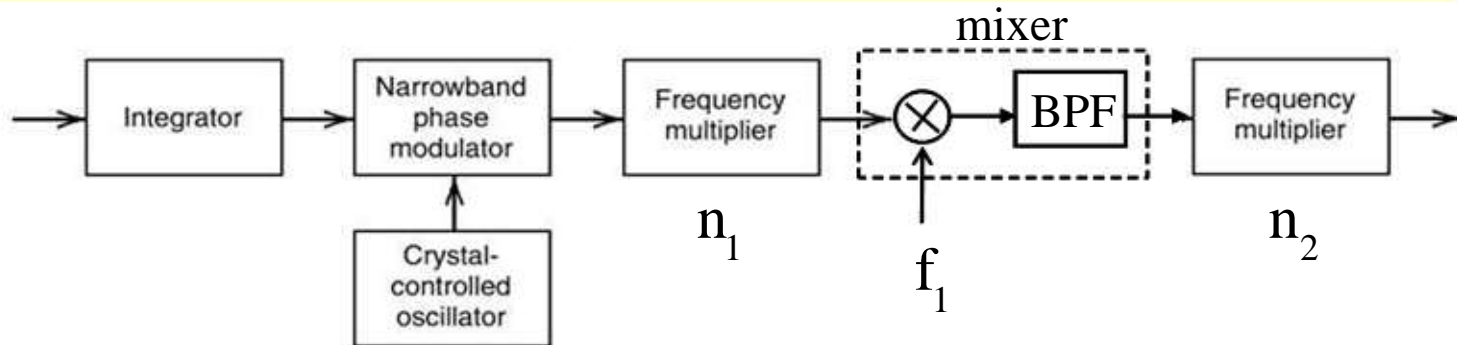 mixer
Integrator
Narrowband
phase
modulator
Frequency
multiplier
BPF
Frequency
multiplier
n₁
f₁
n₂
Crystal-
controlled
oscillator